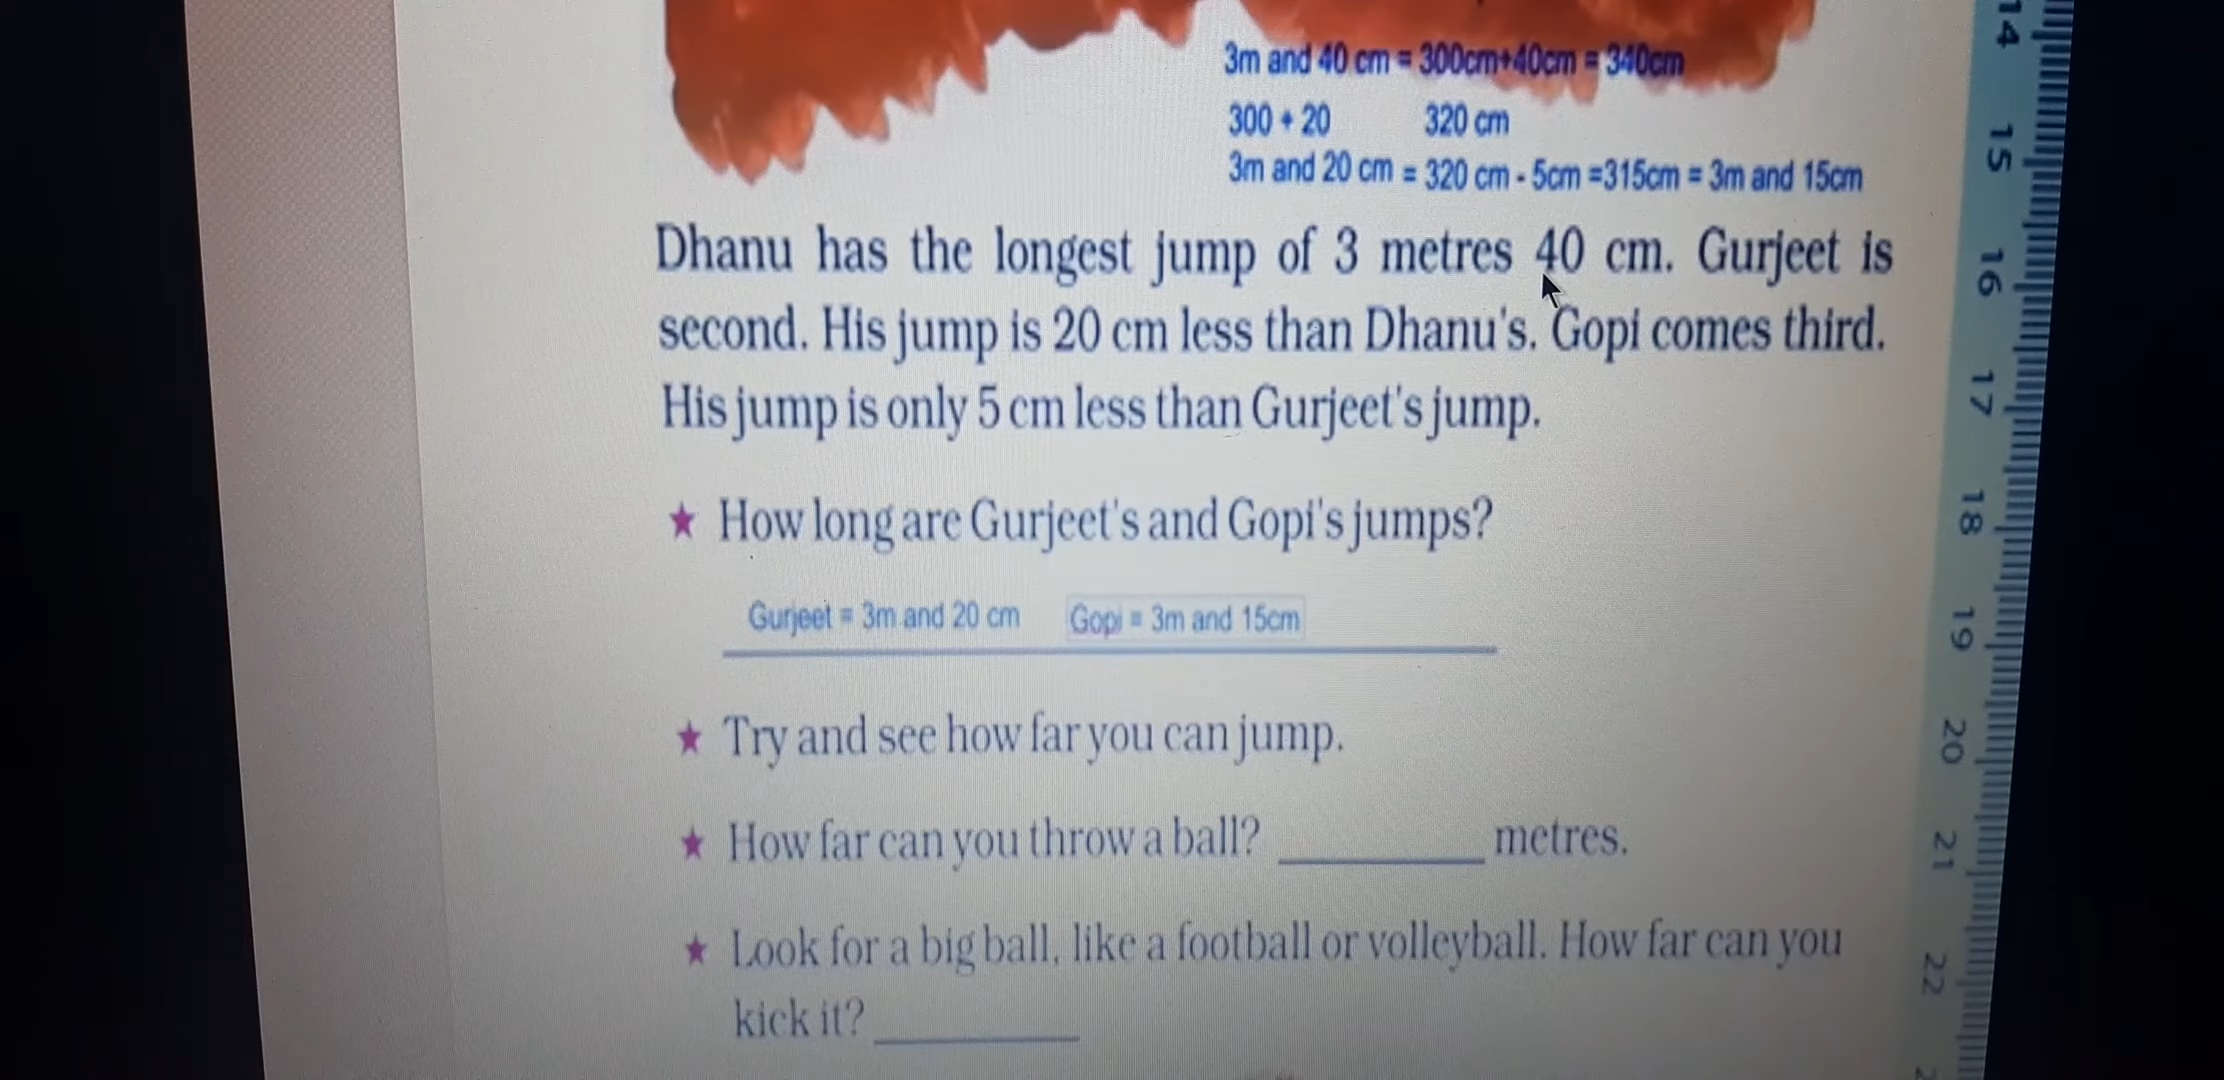 3m and 40 cm = 300cm+40cm = 340cm
300 + 20 320 cm
3m and 20 cm = 320 cm - 5cm =315cm = 3m and 15cm
Dhanu has the longest jump of 3 metres 40 cm. Gurjeet is
second. His jump is 20 cm less than Dhanu's. Gopi comes third.
His jump is only 5 cm less than Gurjeet's jump.
★ How long are Gurjeet's and Gopi's jumps?
Gurjeet = 3m and 20 cm Gopi = 3m and 15cm
★ Try and see how far you can jump.
★ How far can you throw a ball? ________ metres.
★ Look for a big ball, like a football or volleyball. How far can you
kick it? ________
14
15
16
17
18
19
20
21
22